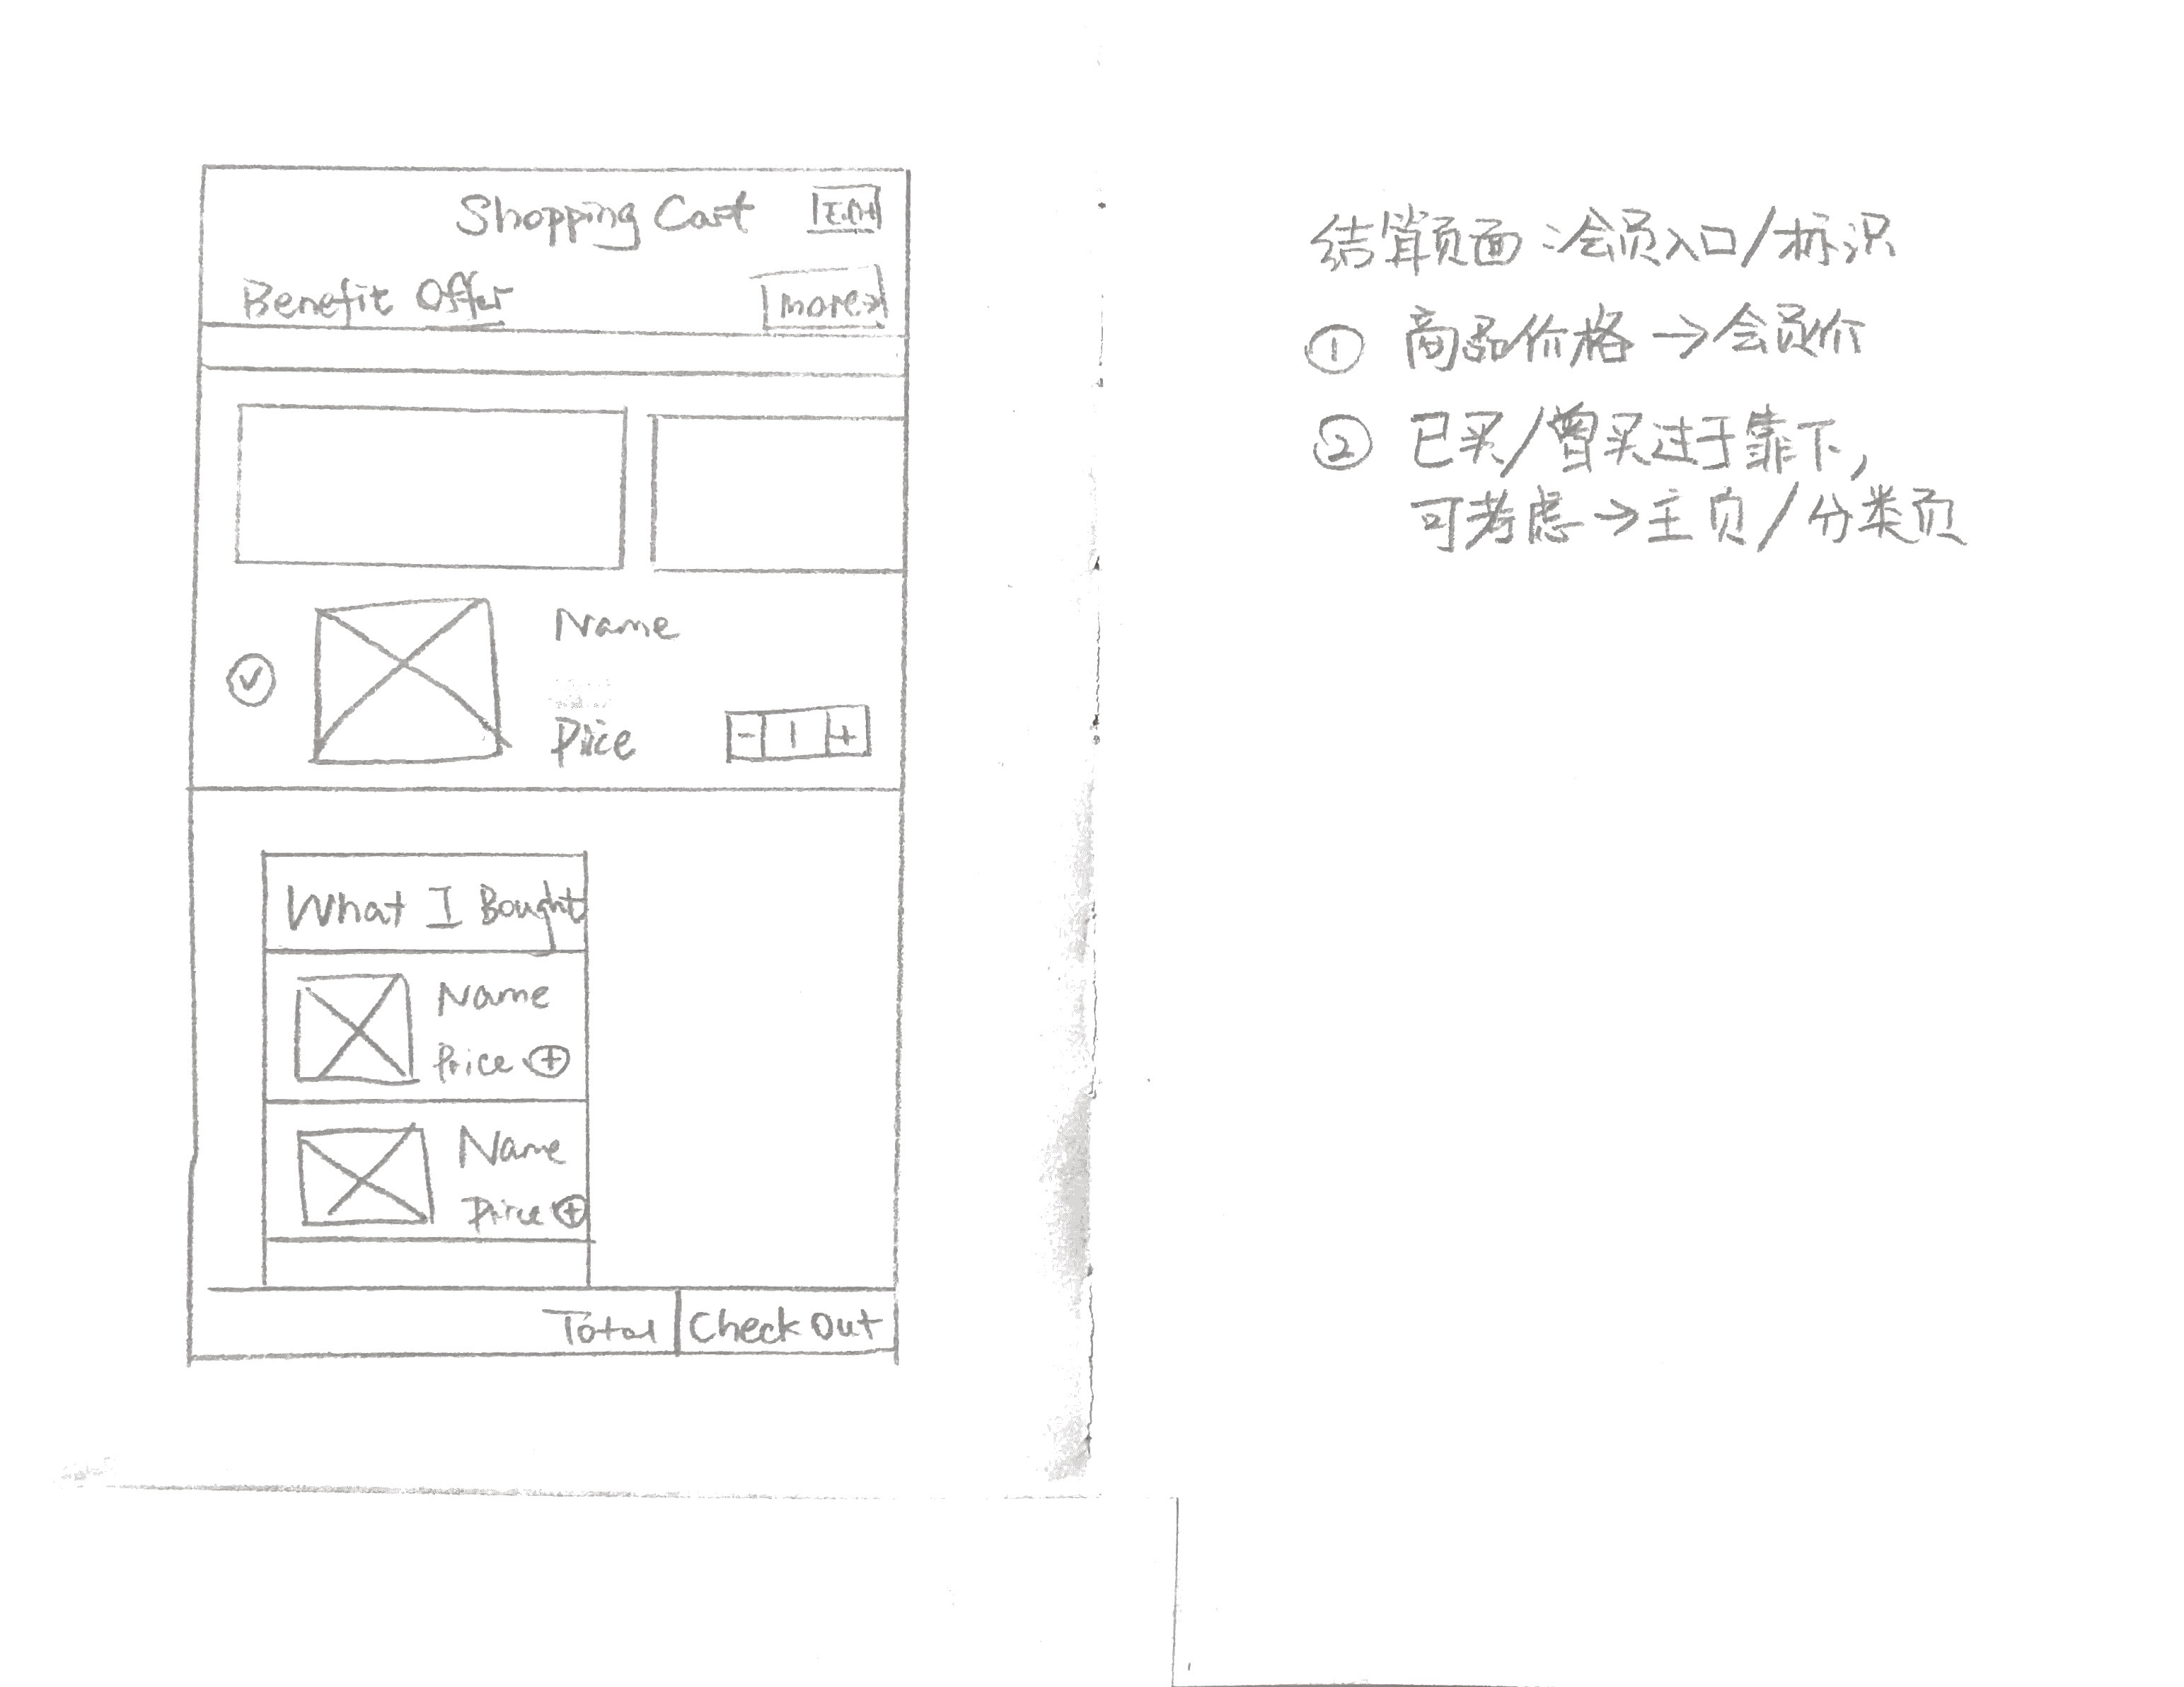 Shopping Cart Edit
Benefit Offer more>
Name
Price - 1 +
What I Bought
Name
Price +
Name
Price +
Total Check Out
结算页面:会员入口/标识
① 商品价格→会员价
② 已买/曾买过于靠下,
可考虑→主页/分类页